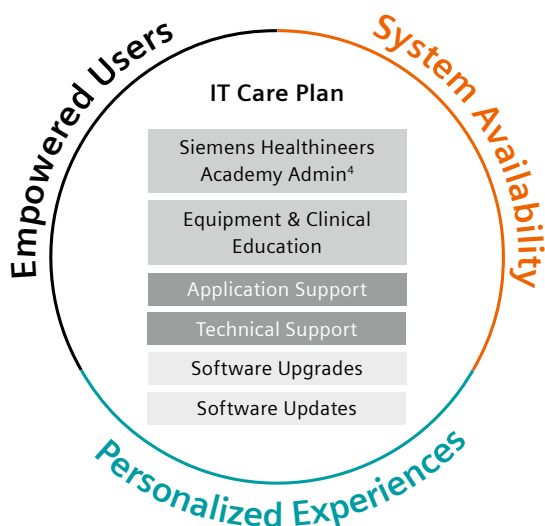 Empowered Users
System Availability
IT Care Plan
Siemens Healthineers
Academy Admin⁴
Equipment & Clinical
Education
Application Support
Technical Support
Software Upgrades
Software Updates
Personalized Experiences